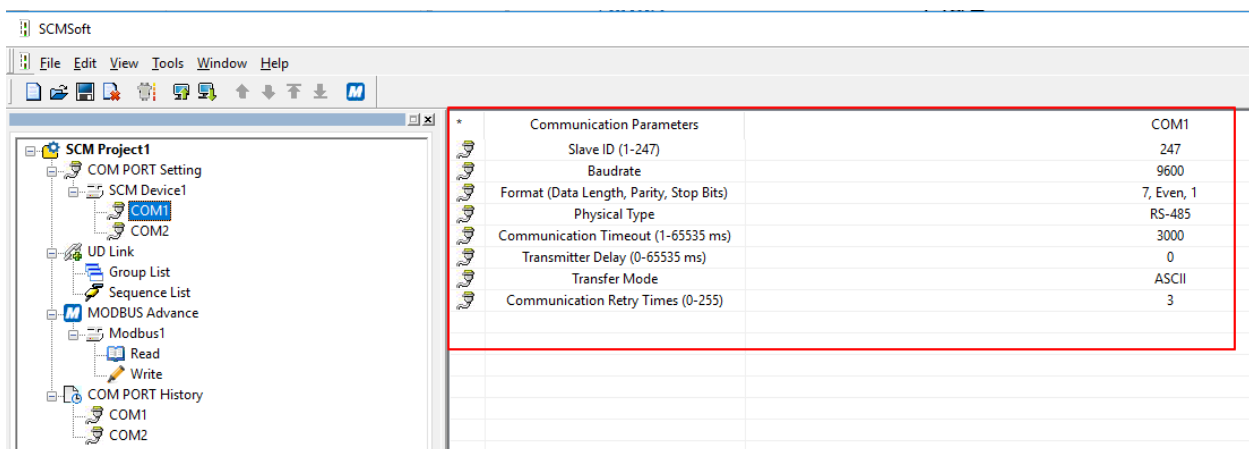 SCMSoft
File Edit View Tools Window Help
M
* Communication Parameters COM1
SCM Project1
Slave ID (1-247) 247
COM PORT Setting
Baudrate 9600
SCM Device1
Format (Data Length, Parity, Stop Bits) 7, Even, 1
COM1
Physical Type RS-485
COM2
Communication Timeout (1-65535 ms) 3000
UD Link
Transmitter Delay (0-65535 ms) 0
Group List
Transfer Mode ASCII
Sequence List
Communication Retry Times (0-255) 3
M MODBUS Advance
Modbus1
Read
Write
COM PORT History
COM1
COM2